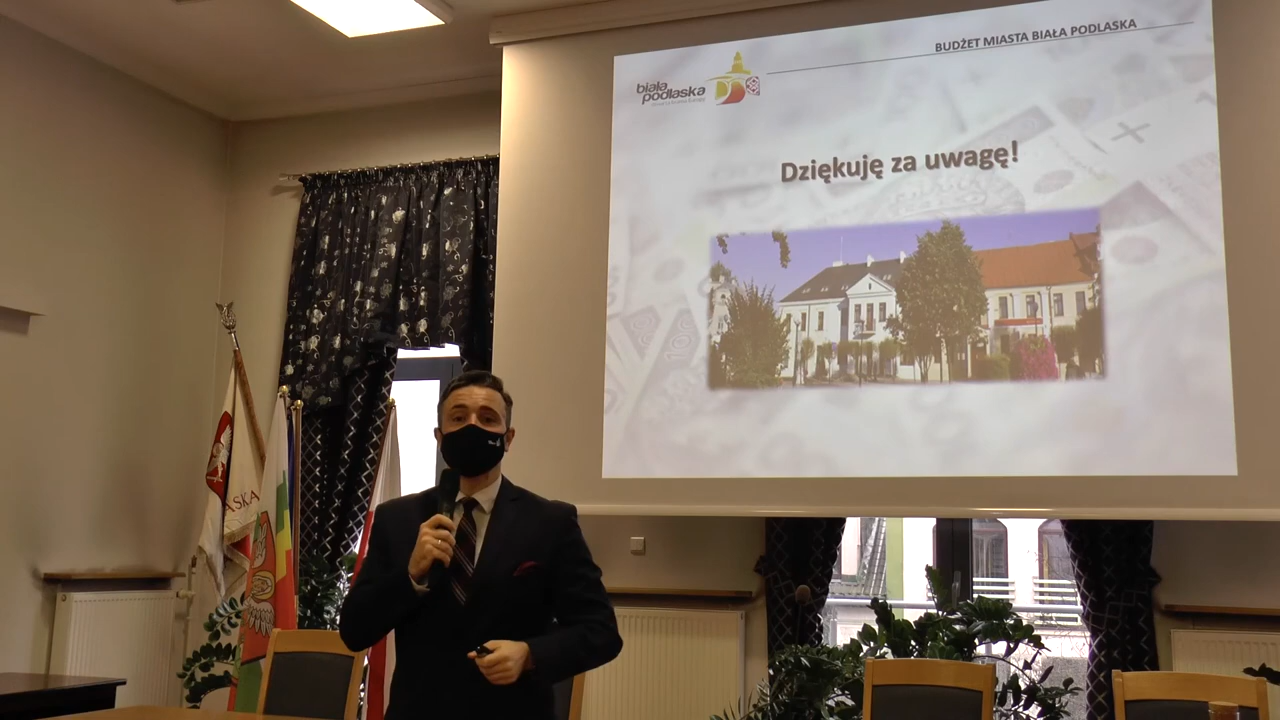 BUDŻET MIASTA BIAŁA PODLASKA
biała
podlaska
Dziękuję za uwagę!
ASKA